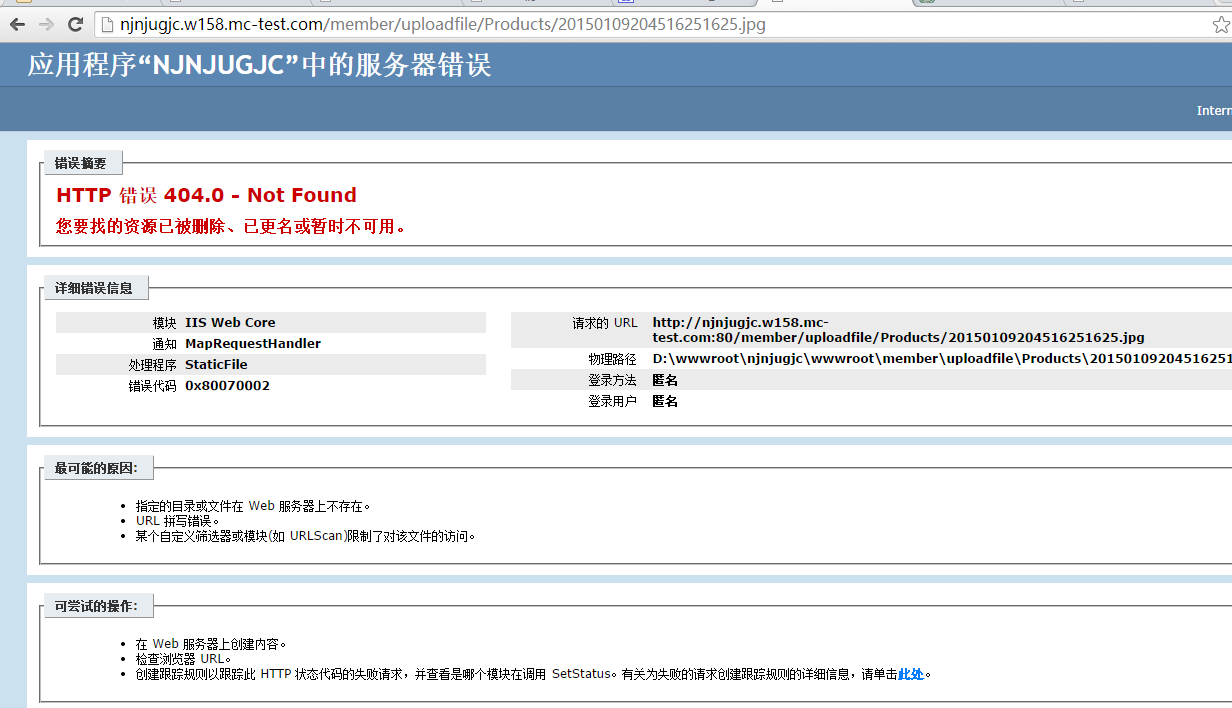 njnjugjc.w158.mc-test.com/member/uploadfile/Products/20150109204516251625.jpg
应用程序“NJNJUGJC”中的服务器错误
Intern
错误摘要
HTTP 错误 404.0 - Not Found
您要找的资源已被删除、已更名或暂时不可用。
详细错误信息
模块 IIS Web Core
通知 MapRequestHandler
处理程序 StaticFile
错误代码 0x80070002
请求的 URL http://njnjugjc.w158.mc-
test.com:80/member/uploadfile/Products/20150109204516251625.jpg
物理路径 D:\wwwroot\njnjugjc\wwwroot\member\uploadfile\Products\201501092045162516
登录方法 匿名
登录用户 匿名
最可能的原因:
• 指定的目录或文件在 Web 服务器上不存在。
• URL 拼写错误。
• 某个自定义筛选器或模块(如 URLScan)限制了对该文件的访问。
可尝试的操作:
• 在 Web 服务器上创建内容。
• 检查浏览器 URL。
• 创建跟踪规则以跟踪此 HTTP 状态代码的失败请求，并查看是哪个模块在调用 SetStatus。有关为失败的请求创建跟踪规则的详细信息，请单击此处。